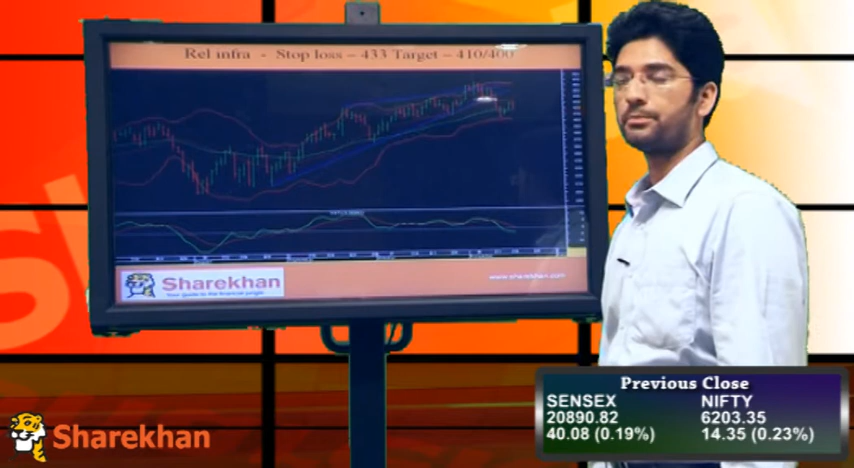 Rel infra - Stop loss – 433 Target – 410/400
Sharekhan
Your guide to the financial jungle
www.sharekhan.com
Previous Close
SENSEX NIFTY
20890.82 6203.35
40.08 (0.19%) 14.35 (0.23%)
Sharekhan